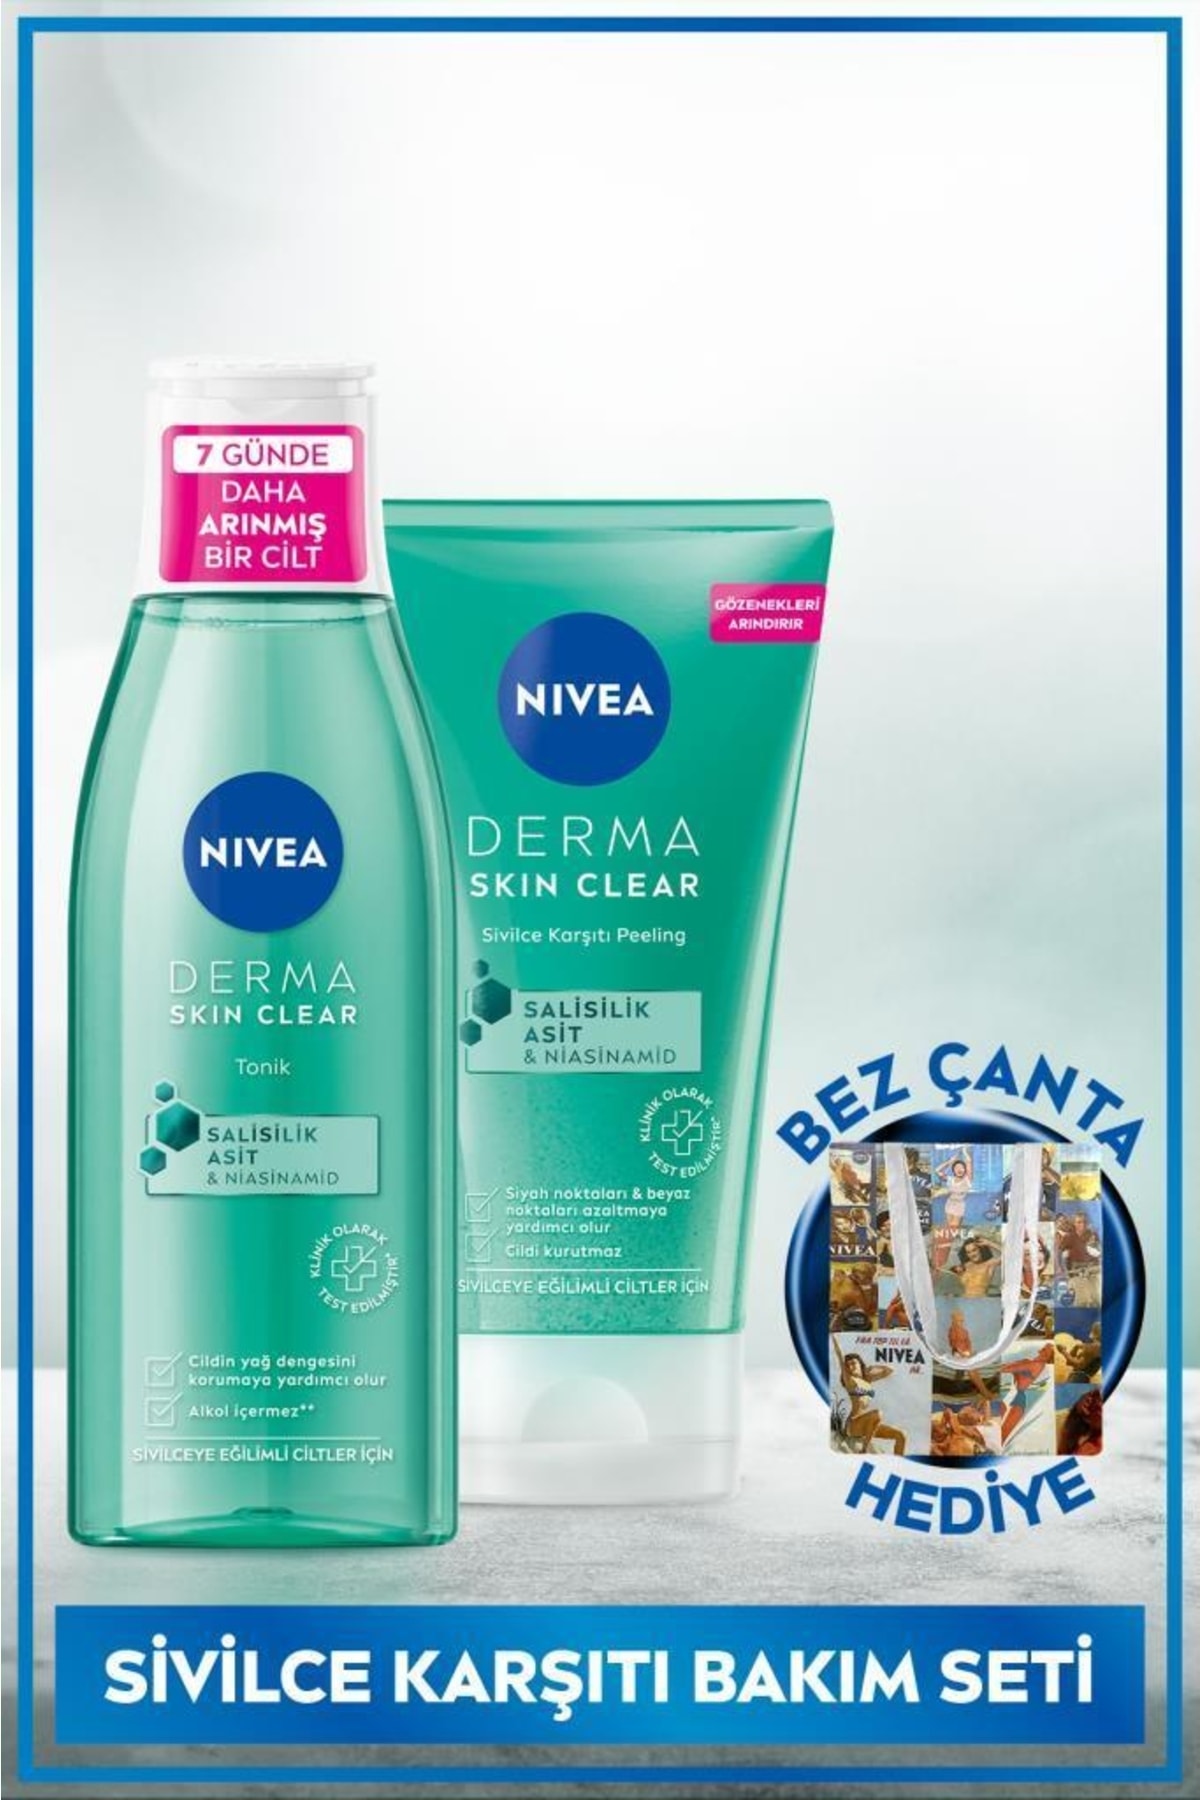 7 GÜNDE
DAHA
ARINMIŞ
BİR CİLT
NIVEA
DERMA
SKIN CLEAR
Tonik
SALİSİLİK
ASİT
& NİASİNAMİD
KLİNİK OLARAK
TEST EDİLMİŞTİR*
Cildin yağ dengesini
korumaya yardımcı olur
Alkol içermez**
SİVİLCEYE EĞİLİMLİ CİLTLER İÇİN
GÖZENEKLERİ
ARINDIRIR
NIVEA
DERMA
SKIN CLEAR
Sivilce Karşıtı Peeling
SALİSİLİK
ASİT
& NİASİNAMİD
KLİNİK OLARAK
TEST EDİLMİŞTİR*
Siyah noktaları & beyaz
noktaları azaltmaya
yardımcı olur
Cildi kurutmaz
SİVİLCEYE EĞİLİMLİ CİLTLER İÇİN
BEZ ÇANTA
NIVEA
NIVEA
NIVEA
HEDİYE
SİVİLCE KARŞITI BAKIM SETİ